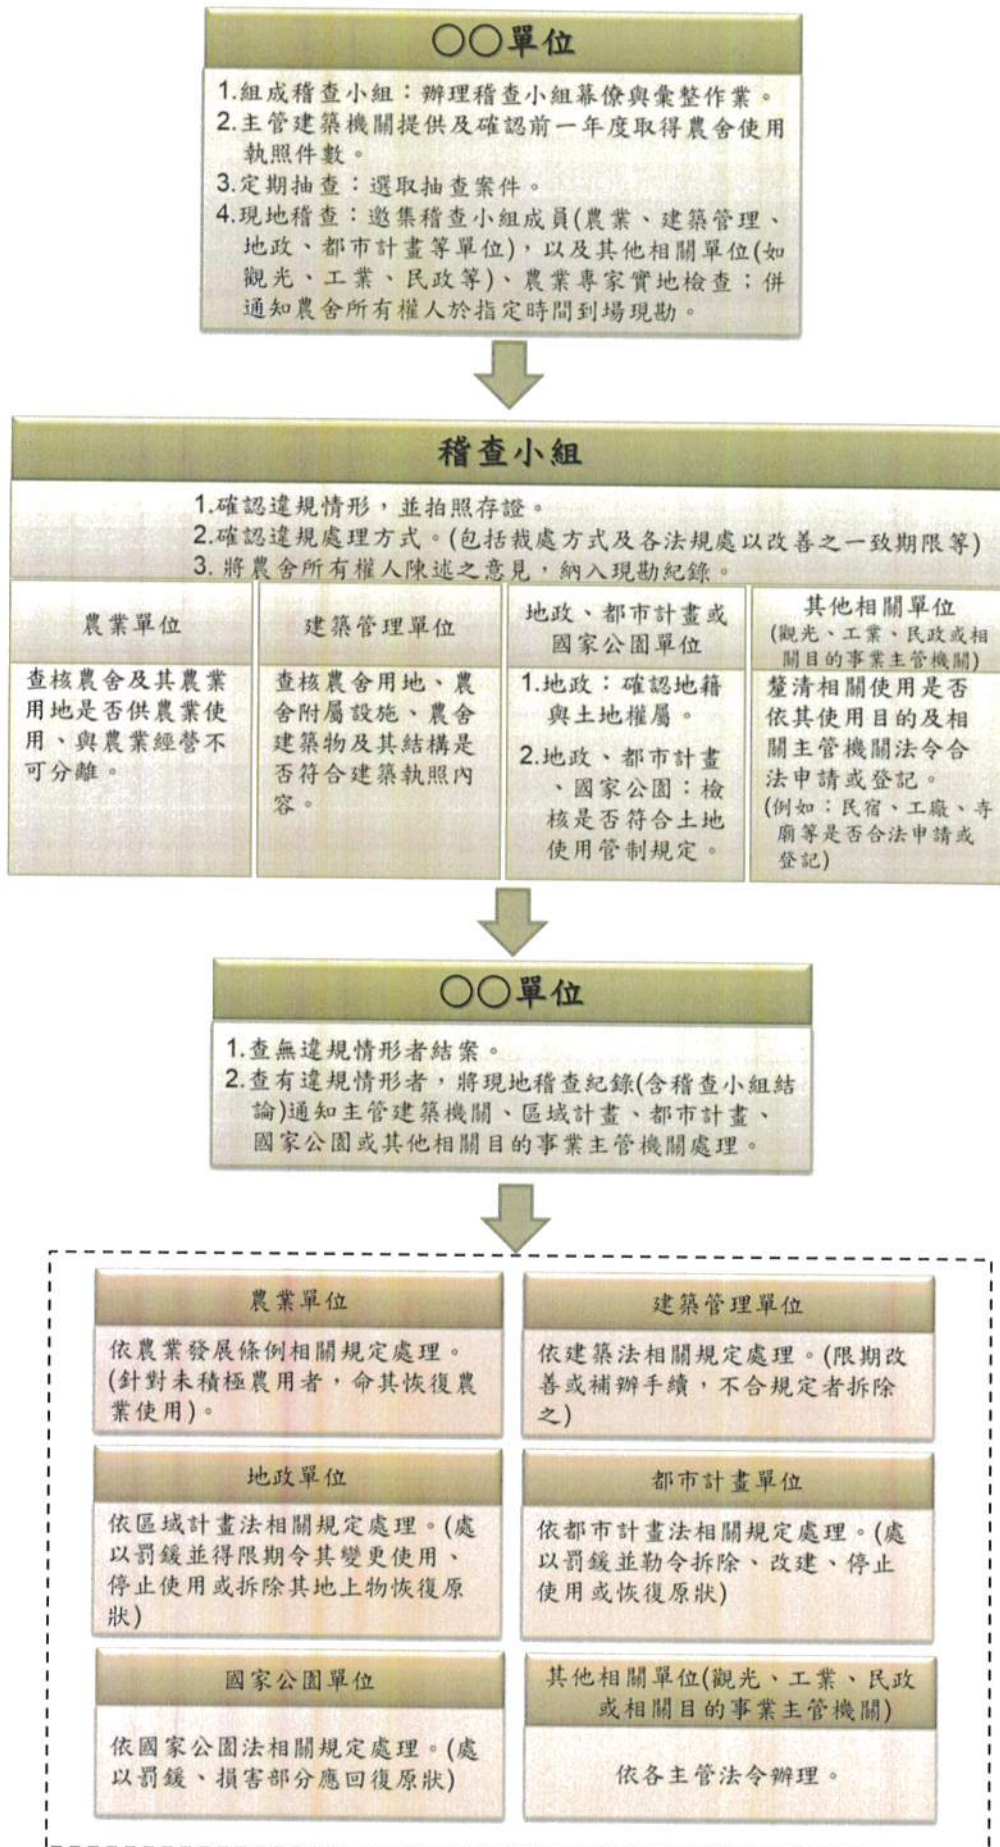 ○○單位
1.組成稽查小組：辦理稽查小組幕僚與彙整作業。
2.主管建築機關提供及確認前一年度取得農舍使用
執照件數。
3.定期抽查：選取抽查案件。
4.現地稽查：邀集稽查小組成員(農業、建築管理、
地政、都市計畫等單位)，以及其他相關單位(如
觀光、工業、民政等)、農業專家實地檢查；併
通知農舍所有權人於指定時間到場現勘。
稽查小組
1.確認違規情形，並拍照存證。
2.確認違規處理方式。(包括裁處方式及各法規處以改善之一致期限等)
3. 將農舍所有權人陳述之意見，納入現勘紀錄。
農業單位
查核農舍及其農業
用地是否供農業使
用、與農業經營不
可分離。
建築管理單位
查核農舍用地、農
舍附屬設施、農舍
建築物及其結構是
否符合建築執照內
容。
地政、都市計畫或
國家公園單位
1.地政：確認地籍
與土地權屬。
2.地政、都市計畫
、國家公園：檢
核是否符合土地
使用管制規定。
其他相關單位
(觀光、工業、民政或相
關目的事業主管機關)
釐清相關使用是否
依其使用目的及相
關主管機關法令合
法申請或登記。
(例如：民宿、工廠、寺
廟等是否合法申請或
登記)
○○單位
1.查無違規情形者結案。
2.查有違規情形者，將現地稽查紀錄(含稽查小組結
論)通知主管建築機關、區域計畫、都市計畫、
國家公園或其他相關目的事業主管機關處理。
農業單位
依農業發展條例相關規定處理。
(針對未積極農用者，命其恢復農
業使用)。
建築管理單位
依建築法相關規定處理。(限期改
善或補辦手續，不合規定者拆除
之)
地政單位
依區域計畫法相關規定處理。(處
以罰鍰並得限期令其變更使用、
停止使用或拆除其地上物恢復原
狀)
都市計畫單位
依都市計畫法相關規定處理。(處
以罰鍰並勒令拆除、改建、停止
使用或恢復原狀)
國家公園單位
依國家公園法相關規定處理。(處
以罰鍰、損害部分應回復原狀)
其他相關單位(觀光、工業、民政
或相關目的事業主管機關)
依各主管法令辦理。